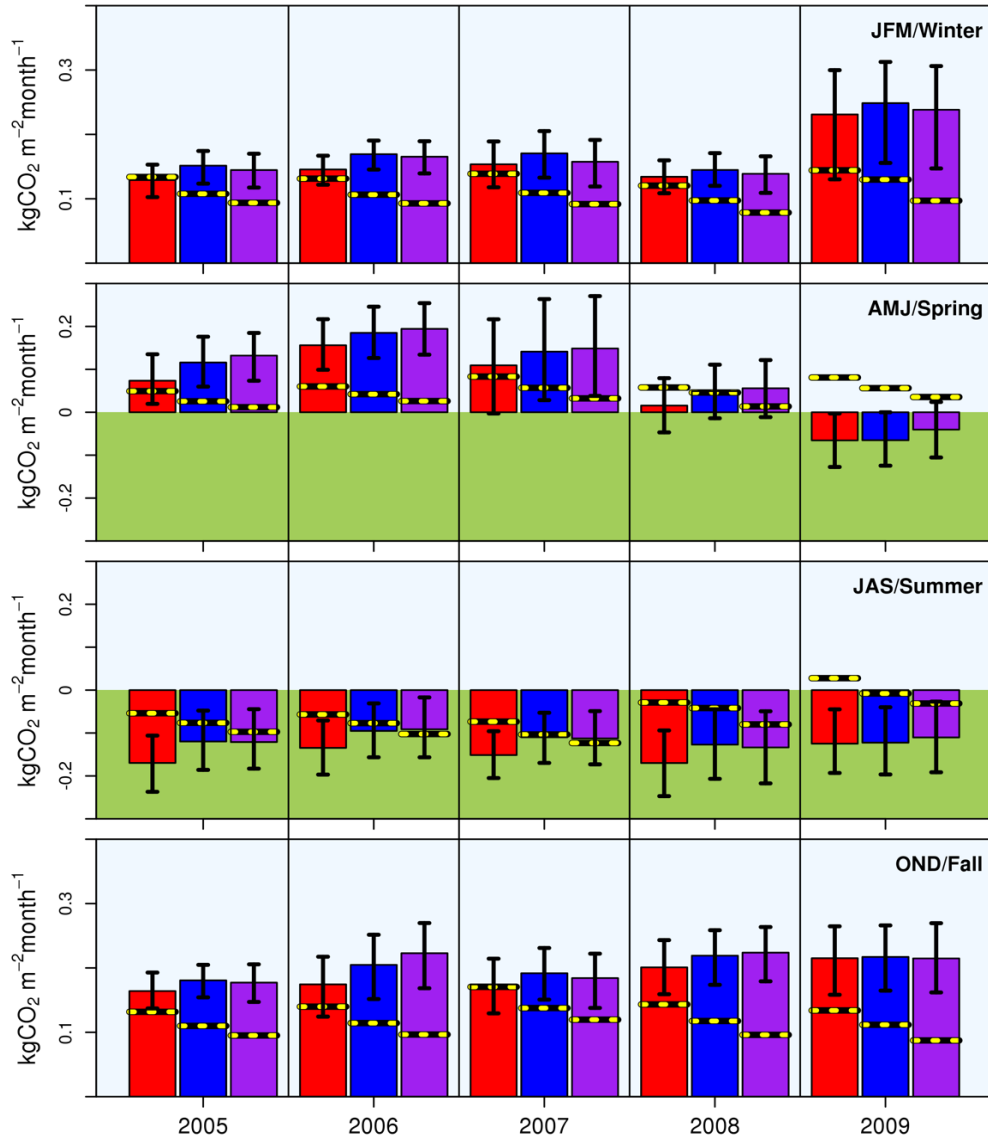 JFM/Winter
kgCO₂ m⁻²month⁻¹
0.3
0.1
AMJ/Spring
kgCO₂ m⁻²month⁻¹
0.2
0
-0.2
JAS/Summer
kgCO₂ m⁻²month⁻¹
0.2
0
-0.2
OND/Fall
kgCO₂ m⁻²month⁻¹
0.3
0.1
2005 2006 2007 2008 2009